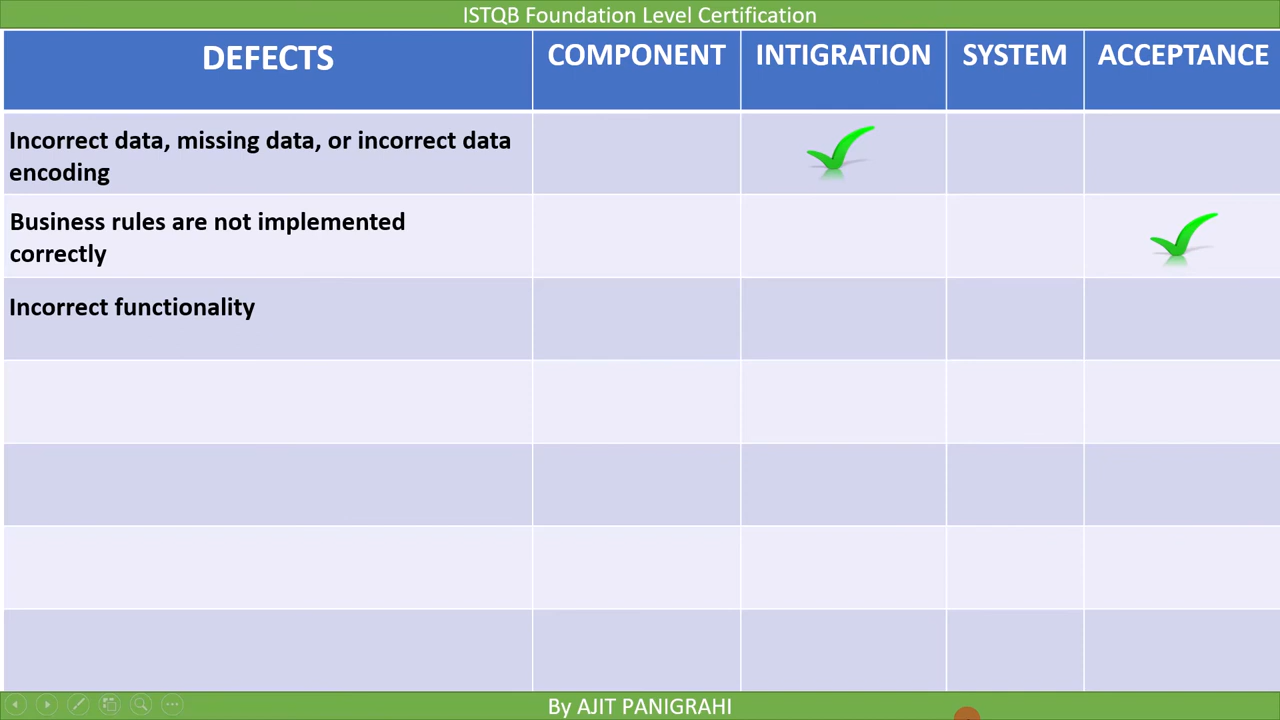 ISTQB Foundation Level Certification
DEFECTS COMPONENT INTIGRATION SYSTEM ACCEPTANCE
Incorrect data, missing data, or incorrect data
encoding
Business rules are not implemented
correctly
Incorrect functionality
By AJIT PANIGRAHI